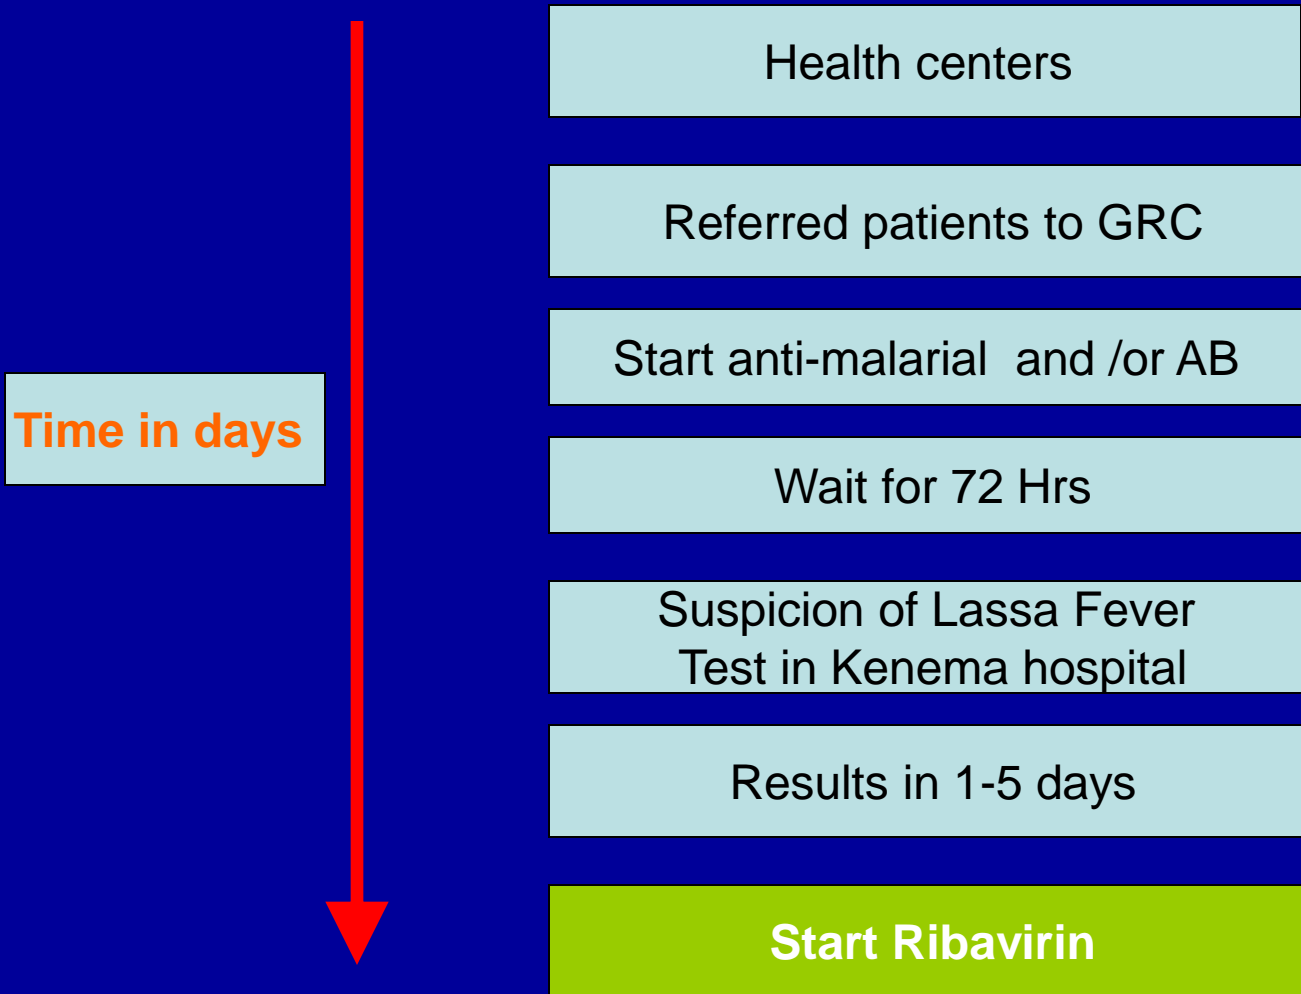 Health centers
Referred patients to GRC
Start anti-malarial  and /or AB
Time in days
Wait for 72 Hrs
Suspicion of Lassa Fever
Test in Kenema hospital
Results in 1-5 days
Start Ribavirin